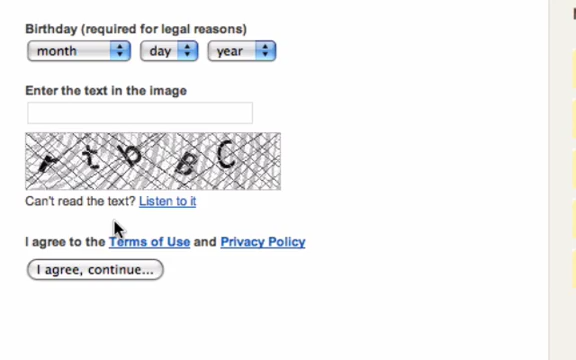 Birthday (required for legal reasons)
month day year
Enter the text in the image
Can't read the text? Listen to it
I agree to the Terms of Use and Privacy Policy
I agree, continue...